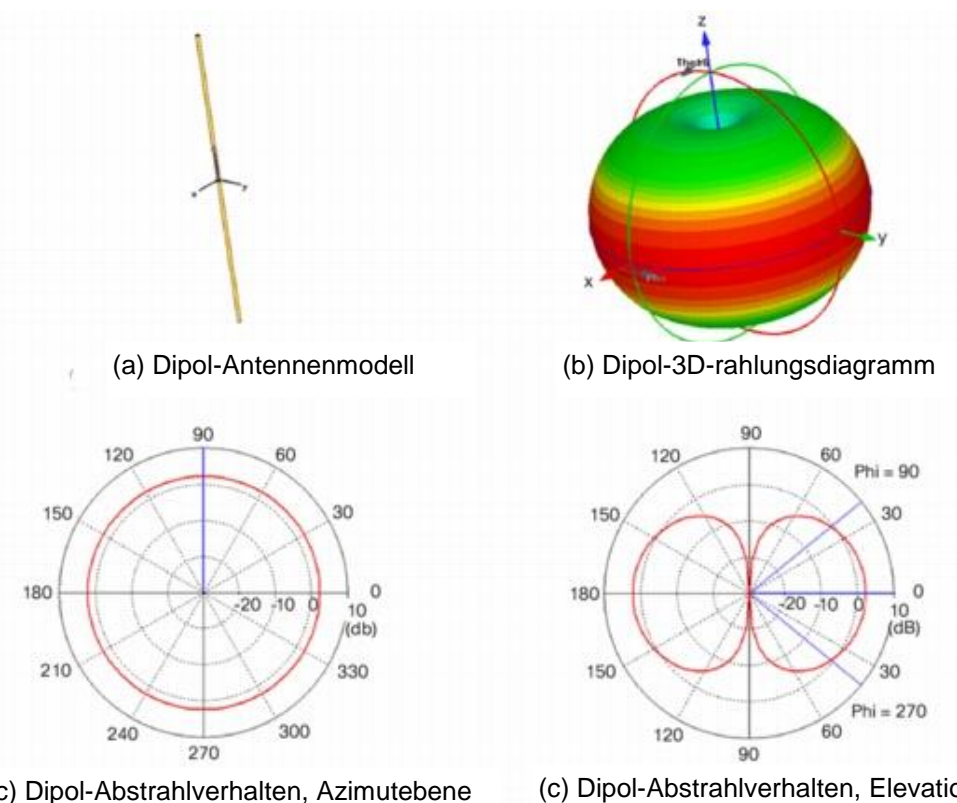 z
Theta
x
y
x
y
(a) Dipol-Antennenmodell
(b) Dipol-3D-rahlungsdiagramm
90
120
60
150
30
180
-20 -10 0 10
0
(db)
210
330
240
300
270
90
60
Phi = 90
150
30
180
-20 -10 0 10
0
(dB)
150
30
Phi = 270
120
60
90
c) Dipol-Abstrahlverhalten, Azimutebene
(c) Dipol-Abstrahlverhalten, Elevatio